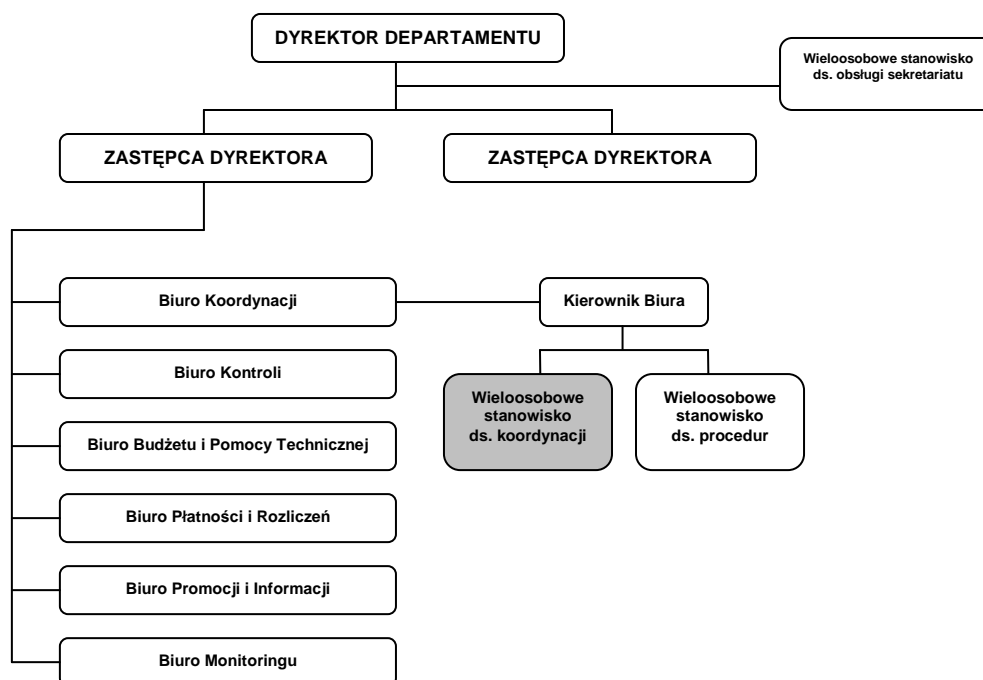 DYREKTOR DEPARTAMENTU
Wieloosobowe stanowisko
ds. obsługi sekretariatu
ZASTĘPCA DYREKTORA
ZASTĘPCA DYREKTORA
Biuro Koordynacji
Kierownik Biura
Biuro Kontroli
Wieloosobowe
stanowisko
ds. koordynacji
Wieloosobowe
stanowisko
ds. procedur
Biuro Budżetu i Pomocy Technicznej
Biuro Płatności i Rozliczeń
Biuro Promocji i Informacji
Biuro Monitoringu